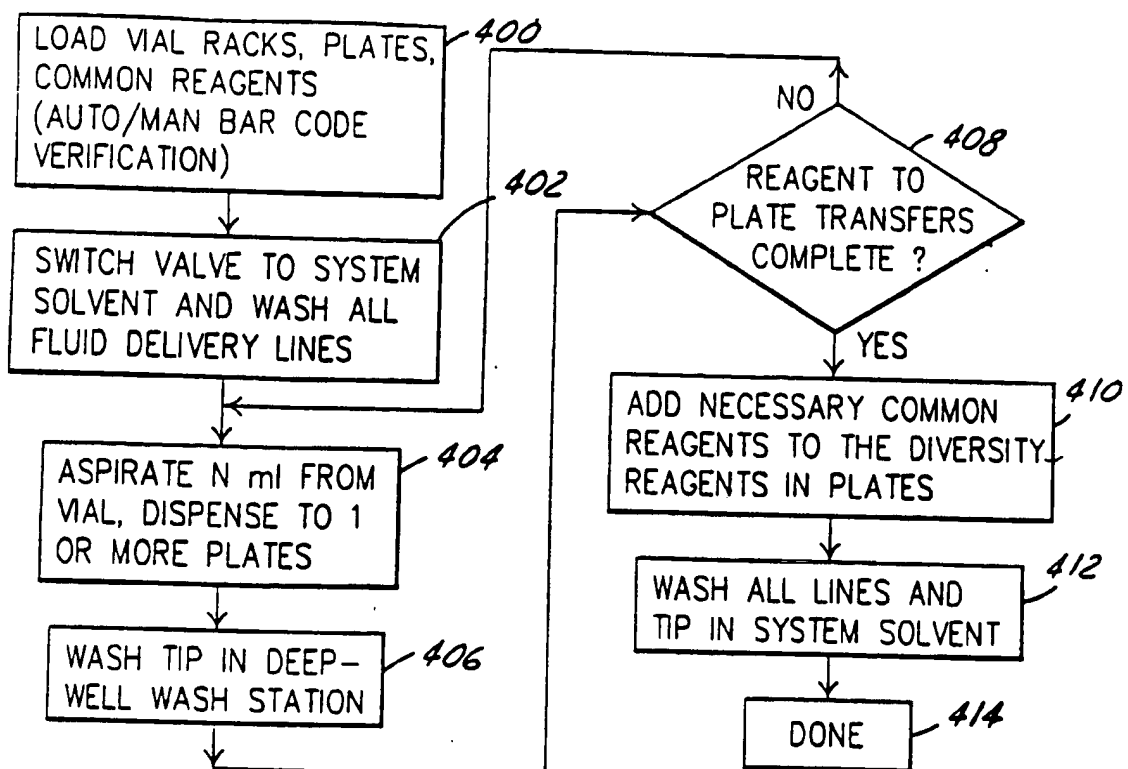 LOAD VIAL RACKS, PLATES,
COMMON REAGENTS
(AUTO/MAN BAR CODE
VERIFICATION)
400
SWITCH VALVE TO SYSTEM
SOLVENT AND WASH ALL
FLUID DELIVERY LINES
402
ASPIRATE N ml FROM
VIAL, DISPENSE TO 1
OR MORE PLATES
404
WASH TIP IN DEEP-
WELL WASH STATION
406
NO
REAGENT TO
PLATE TRANSFERS
COMPLETE ?
408
YES
ADD NECESSARY COMMON
REAGENTS TO THE DIVERSITY
REAGENTS IN PLATES
410
WASH ALL LINES AND
TIP IN SYSTEM SOLVENT
412
DONE
414